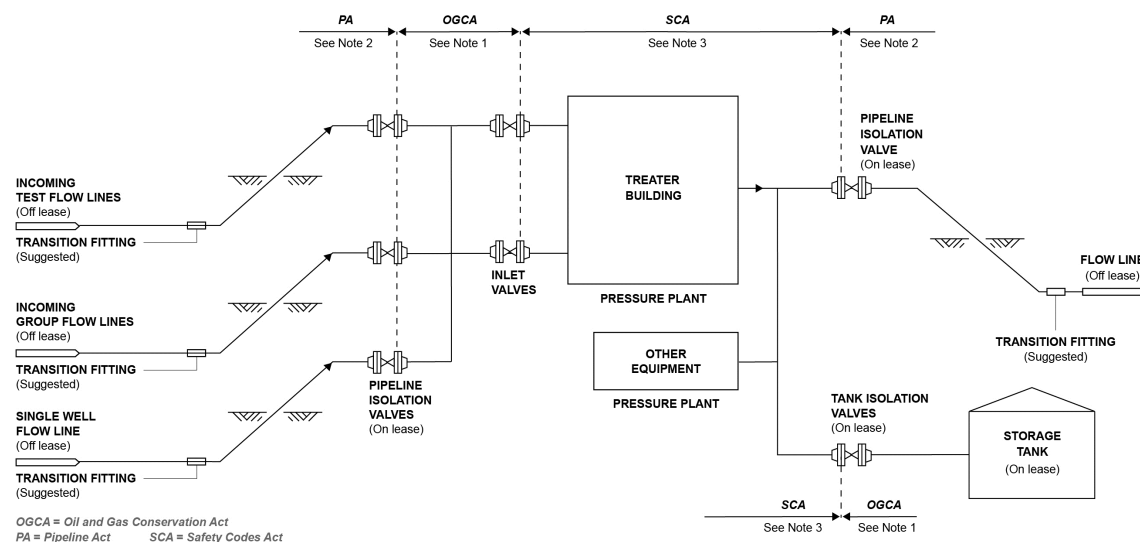 PA
OGCA
SCA
PA
See Note 2
See Note 1
See Note 3
See Note 2
INCOMING
TEST FLOW LINES
(Off lease)
TRANSITION FITTING
(Suggested)
INCOMING
GROUP FLOW LINES
(Off lease)
TRANSITION FITTING
(Suggested)
SINGLE WELL
FLOW LINE
(Off lease)
TRANSITION FITTING
(Suggested)
PIPELINE
ISOLATION
VALVES
(On lease)
INLET
VALVES
TREATER
BUILDING
PRESSURE PLANT
OTHER
EQUIPMENT
PRESSURE PLANT
PIPELINE
ISOLATION
VALVE
(On lease)
FLOW LINE
(Off lease)
TRANSITION FITTING
(Suggested)
TANK ISOLATION
VALVES
(On lease)
STORAGE
TANK
(On lease)
SCA
OGCA
See Note 3
See Note 1
OGCA = Oil and Gas Conservation Act
PA = Pipeline Act SCA = Safety Codes Act